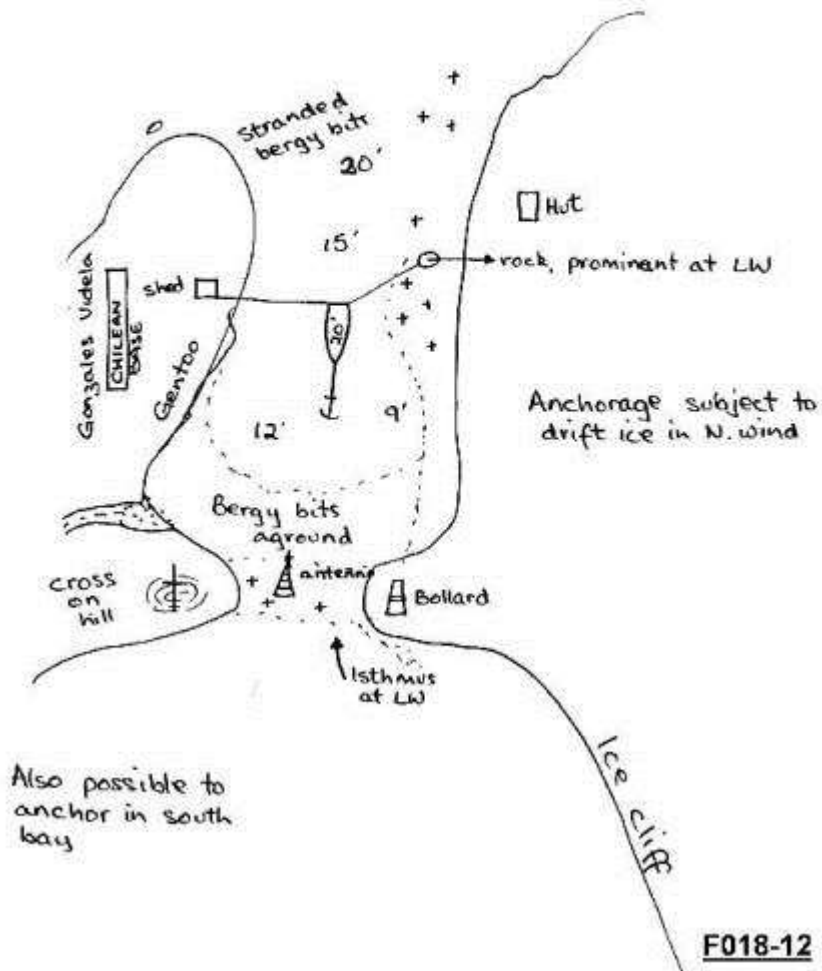 Stranded
bergy bits
20'
Hut
15'
rock, prominent at LW
Shed
Gonzales Videla
CHILEAN
BASE
20'
Gentoo
12'
9'
Anchorage subject to
drift ice in N. wind
Bergy bits
aground
antenna
cross
on
hill
Bollard
Isthmus
at LW
Also possible to
anchor in south
bay
Ice cliff
F018-12